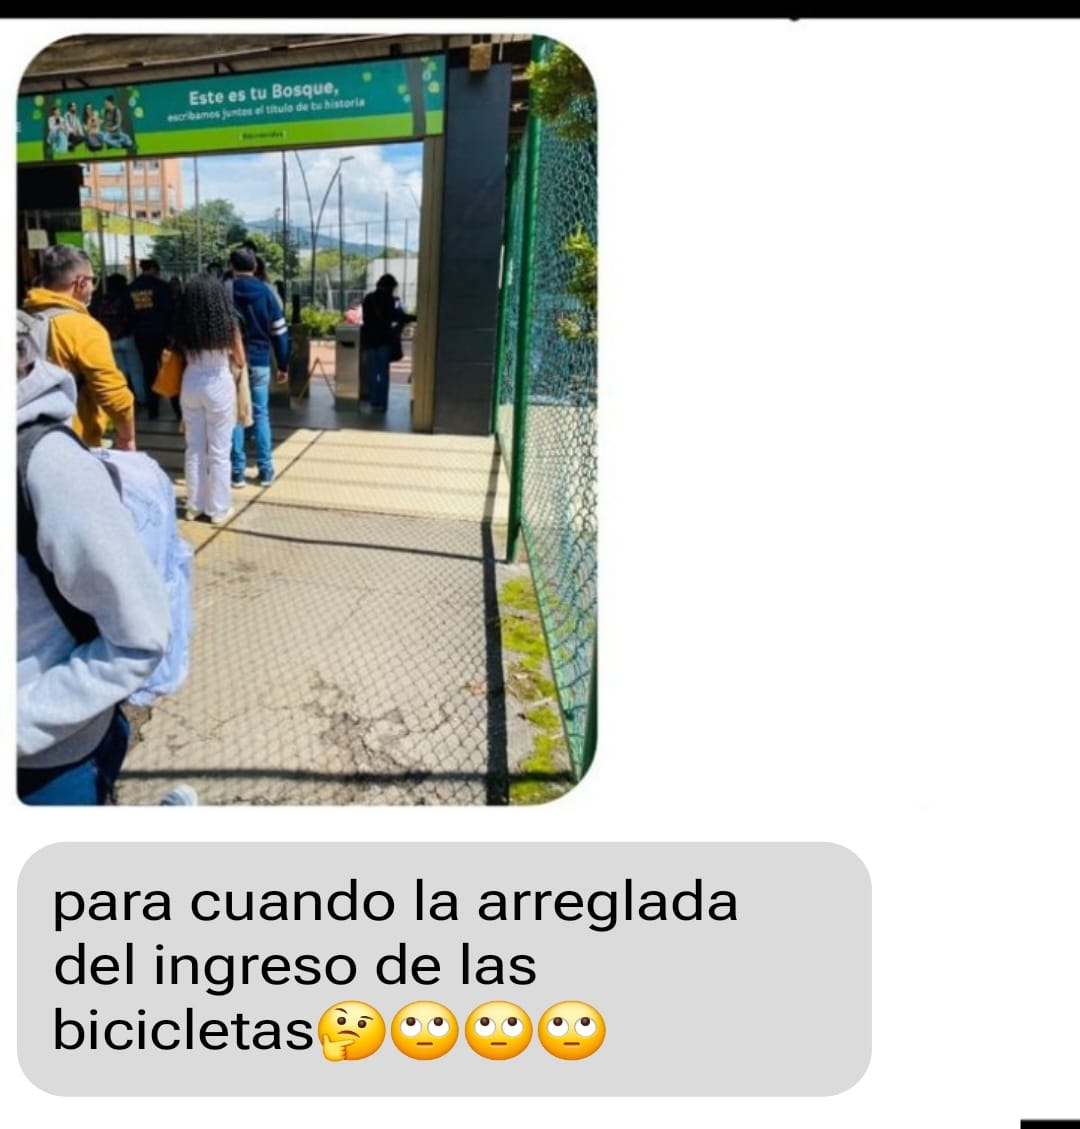 Este es tu Bosque,
escribamos juntos el título de tu historia
para cuando la arreglada
del ingreso de las
bicicletas🤔🙄🙄🙄